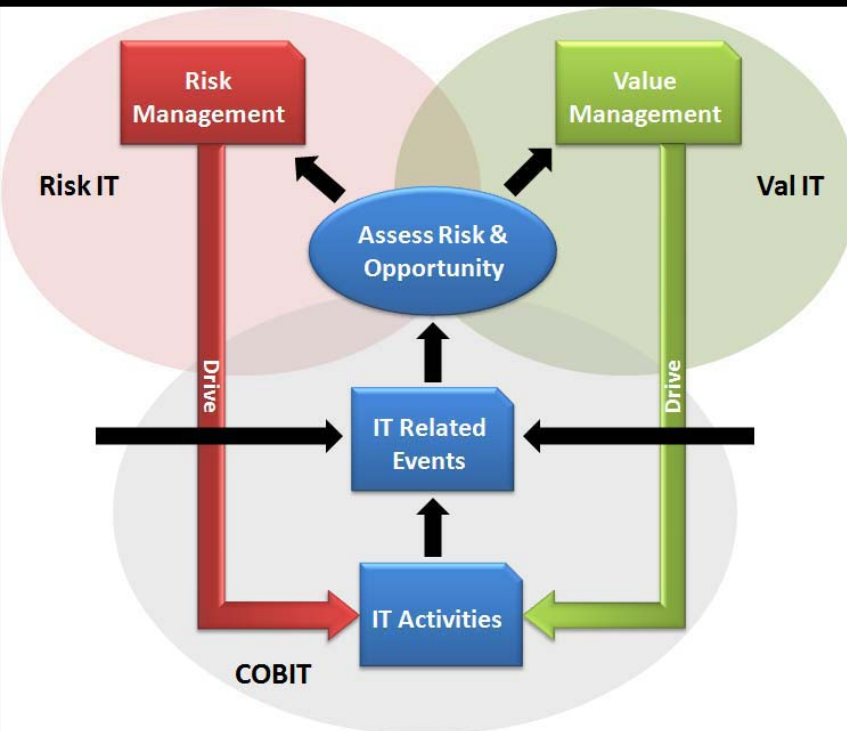 Risk
Management
Value
Management
Risk IT
Val IT
Assess Risk &
Opportunity
Drive
Drive
IT Related
Events
IT Activities
COBIT